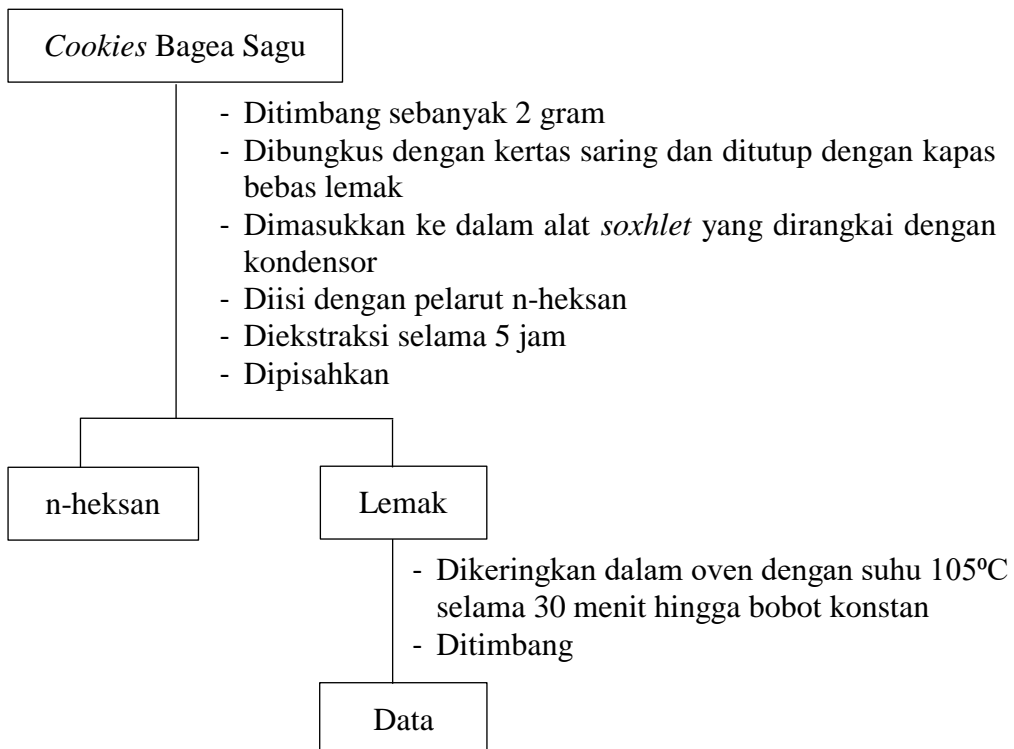 Cookies Bagea Sagu
- Ditimbang sebanyak 2 gram
- Dibungkus dengan kertas saring dan ditutup dengan kapas
bebas lemak
- Dimasukkan ke dalam alat soxhlet yang dirangkai dengan
kondensor
- Diisi dengan pelarut n-heksan
- Diekstraksi selama 5 jam
- Dipisahkan
n-heksan
Lemak
- Dikeringkan dalam oven dengan suhu 105⁰C
selama 30 menit hingga bobot konstan
- Ditimbang
Data